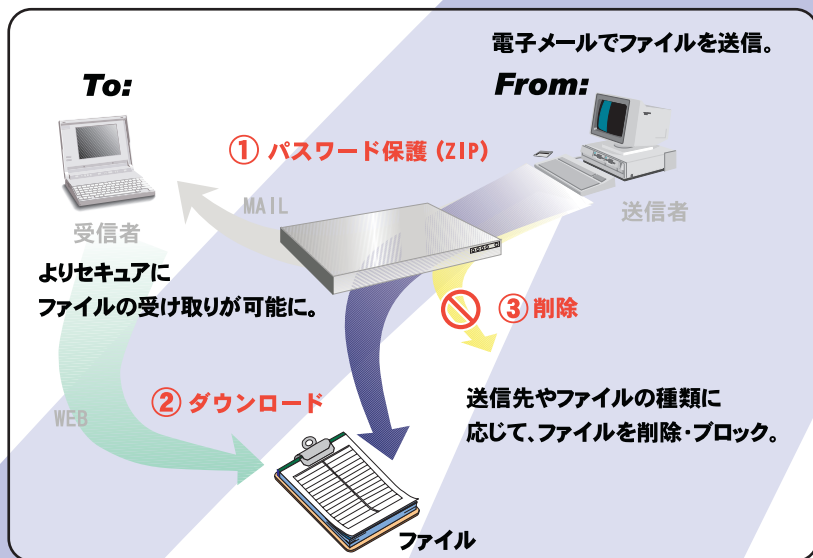 電子メールでファイルを送信。
To:
From:
① パスワード保護 (ZIP)
MAIL
受信者
送信者
よりセキュアに
ファイルの受け取りが可能に。
③ 削除
② ダウンロード
WEB
送信先やファイルの種類に
応じて、ファイルを削除・ブロック。
ファイル